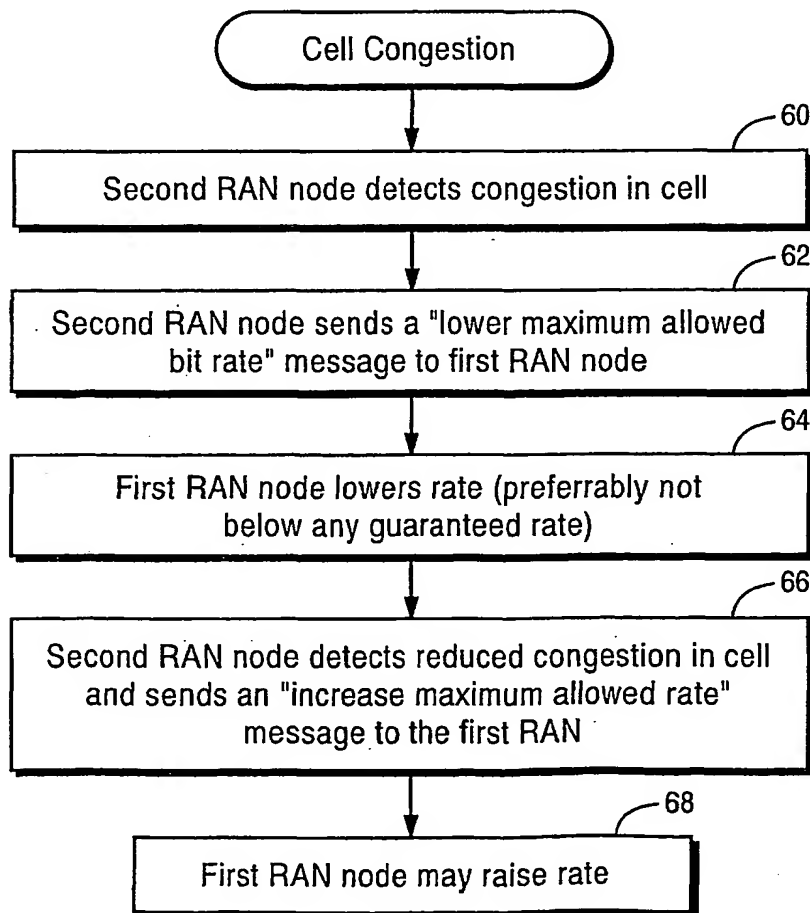 Cell Congestion
60
Second RAN node detects congestion in cell
62
Second RAN node sends a "lower maximum allowed
bit rate" message to first RAN node
64
First RAN node lowers rate (preferrably not
below any guaranteed rate)
66
Second RAN node detects reduced congestion in cell
and sends an "increase maximum allowed rate"
message to the first RAN
68
First RAN node may raise rate